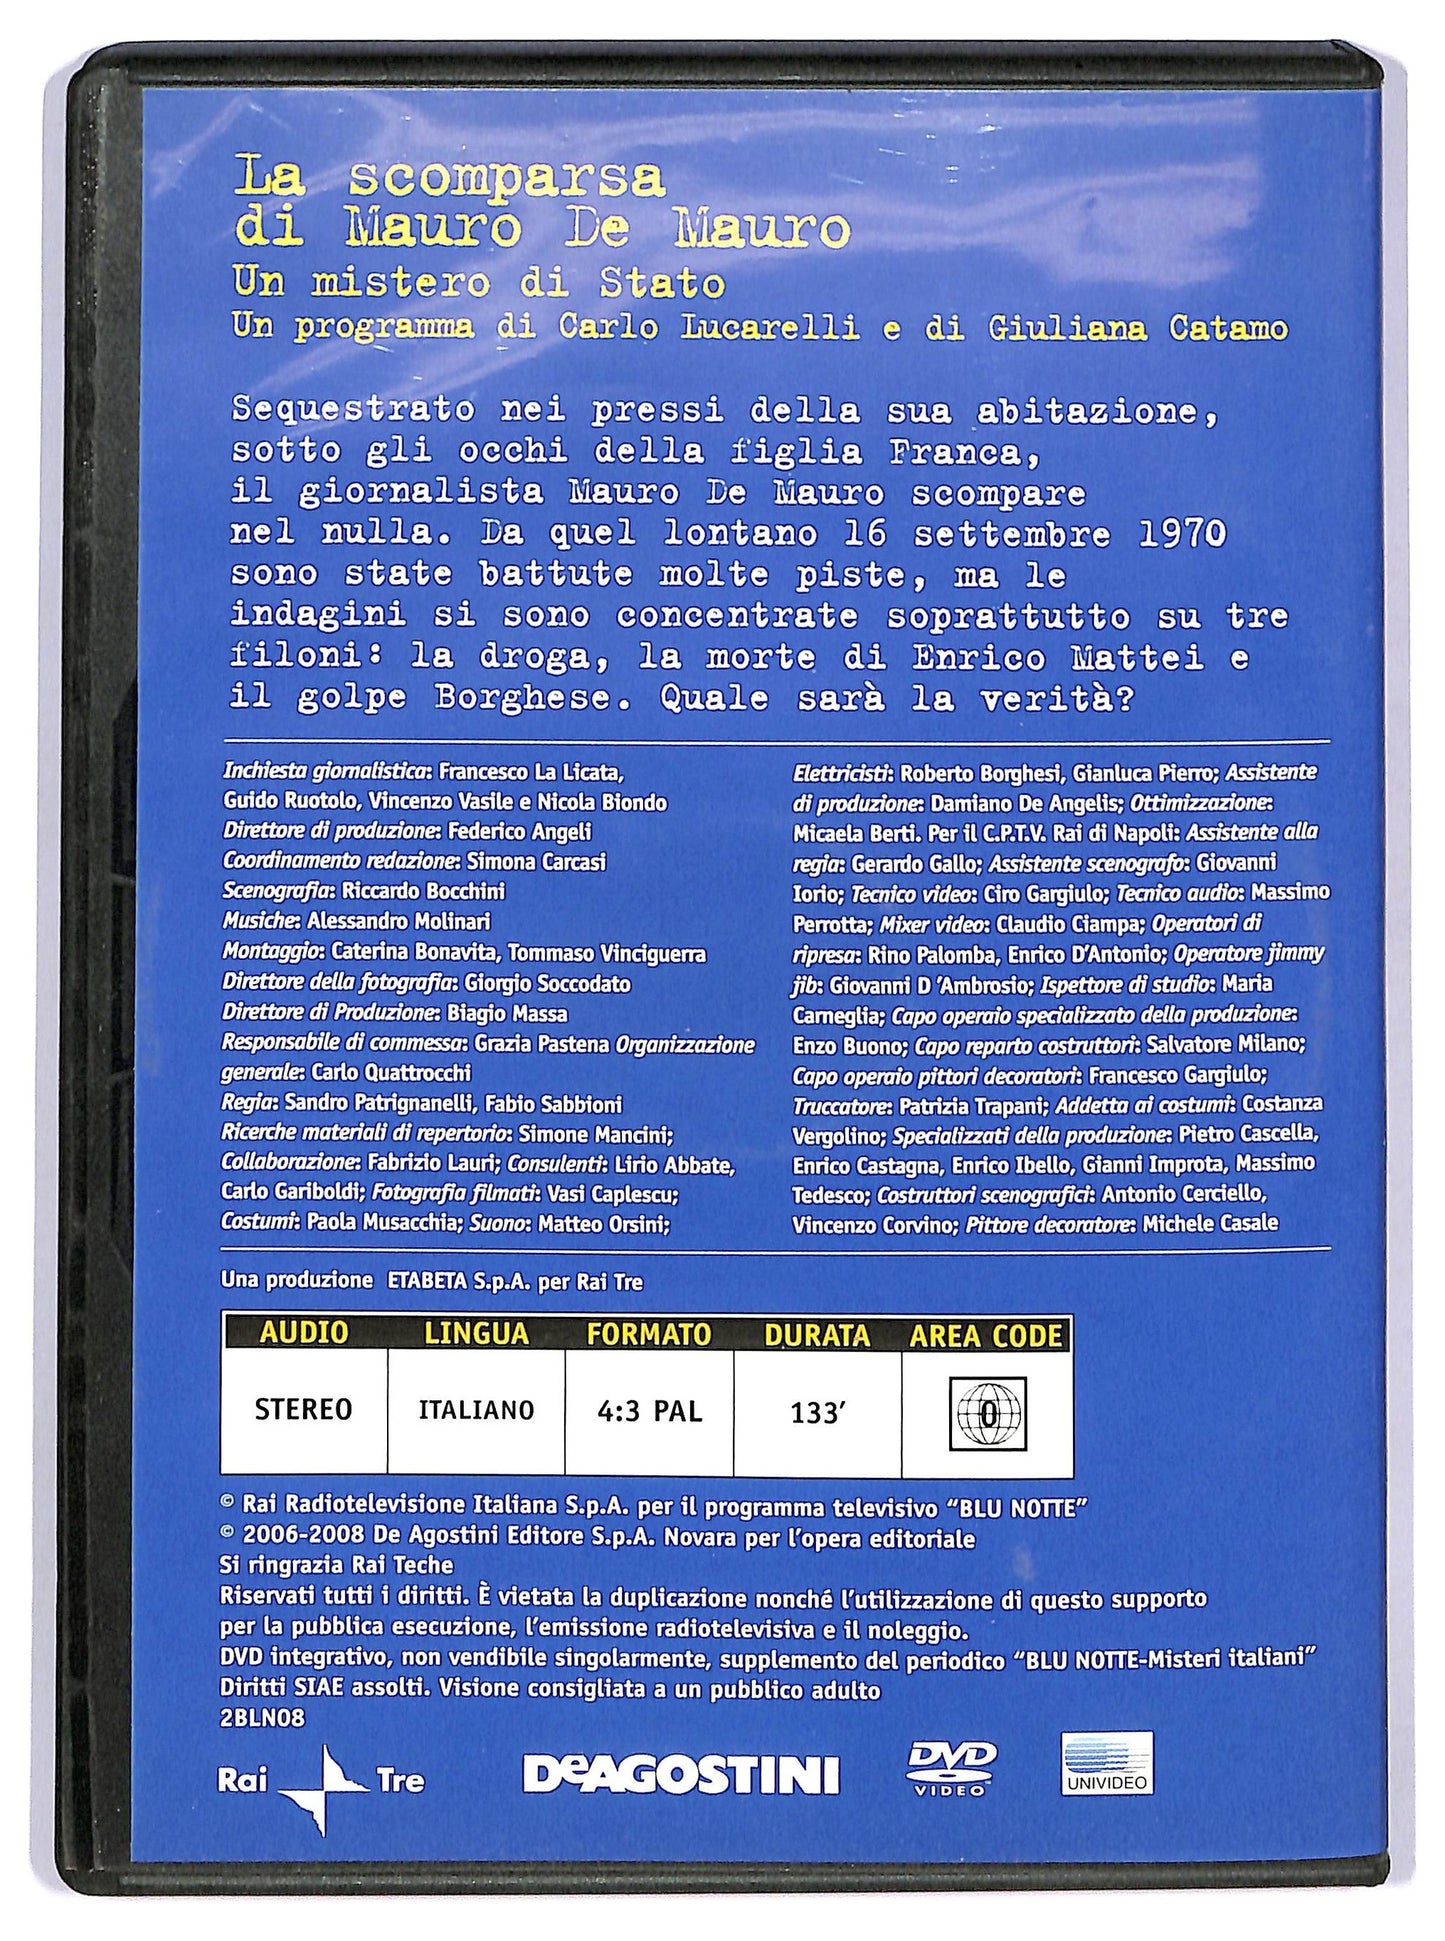 La scomparsa
di Mauro De Mauro
Un mistero di Stato
Un programma di Carlo Lucarelli e di Giuliana Catamo
Sequestrato nei pressi della sua abitazione,
sotto gli occhi della figlia Franca,
il giornalista Mauro De Mauro scompare
nel nulla. Da quel lontano 16 settembre 1970
sono state battute molte piste, ma le
indagini si sono concentrate soprattutto su tre
filoni: la droga, la morte di Enrico Mattei e
il golpe Borghese. Quale sarà la verità?
Inchiesta giornalistica: Francesco La Licata,
Guido Ruotolo, Vincenzo Vasile e Nicola Biondo
Direttore di produzione: Federico Angeli
Coordinamento redazione: Simona Carcasi
Scenografia: Riccardo Bocchini
Musiche: Alessandro Molinari
Montaggio: Caterina Bonavita, Tommaso Vinciguerra
Direttore della fotografia: Giorgio Soccodato
Direttore di Produzione: Biagio Massa
Responsabile di commessa: Grazia Pastena Organizzazione
generale: Carlo Quattrocchi
Regia: Sandro Patrignanelli, Fabio Sabbioni
Ricerche materiali di repertorio: Simone Mancini;
Collaborazione: Fabrizio Lauri; Consulenti: Lirio Abbate,
Carlo Gariboldi; Fotografia filmati: Vasi Caplescu;
Costumi: Paola Musacchia; Suono: Matteo Orsini;
Elettricisti: Roberto Borghesi, Gianluca Pierro; Assistente
di produzione: Damiano De Angelis; Ottimizzazione:
Micaela Berti. Per il C.P.T.V. Rai di Napoli: Assistente alla
regia: Gerardo Gallo; Assistente scenografo: Giovanni
Iorio; Tecnico video: Ciro Gargiulo; Tecnico audio: Massimo
Perrotta; Mixer video: Claudio Ciampa; Operatori di
ripresa: Rino Palomba, Enrico D'Antonio; Operatore jimmy
jib: Giovanni D 'Ambrosio; Ispettore di studio: Maria
Carneglia; Capo operaio specializzato della produzione:
Enzo Buono; Capo reparto costruttori: Salvatore Milano;
Capo operaio pittori decoratori: Francesco Gargiulo;
Truccatore: Patrizia Trapani; Addetta ai costumi: Costanza
Vergolino; Specializzati della produzione: Pietro Cascella,
Enrico Castagna, Enrico Ibello, Gianni Improta, Massimo
Tedesco; Costruttori scenografici: Antonio Cerciello,
Vincenzo Corvino; Pittore decoratore: Michele Casale
Una produzione ETABETA S.p.A. per Rai Tre
AUDIO LINGUA FORMATO DURATA AREA CODE
STEREO ITALIANO 4:3 PAL 133' 0
© Rai Radiotelevisione Italiana S.p.A. per il programma televisivo "BLU NOTTE"
© 2006-2008 De Agostini Editore S.p.A. Novara per l'opera editoriale
Si ringrazia Rai Teche
Riservati tutti i diritti. È vietata la duplicazione nonché l'utilizzazione di questo supporto
per la pubblica esecuzione, l'emissione radiotelevisiva e il noleggio.
DVD integrativo, non vendibile singolarmente, supplemento del periodico "BLU NOTTE-Misteri italiani"
Diritti SIAE assolti. Visione consigliata a un pubblico adulto
2BLN08
Rai Tre DeAGOSTINI DVD VIDEO UNIVIDEO